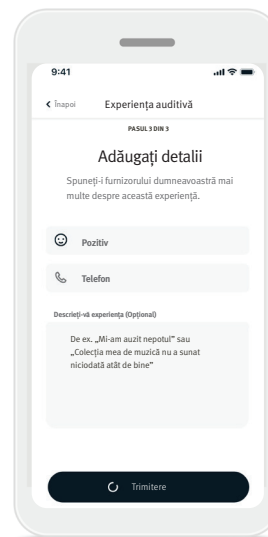 9:41
Înapoi Experiența auditivă
PASUL 3 DIN 3
Adăugați detalii
Spuneți-i furnizorului dumneavoastră mai
multe despre această experiență.
Pozitiv
Telefon
Descrieți-vă experiența (Opțional)
De ex. „Mi-am auzit nepotul” sau
„Colecția mea de muzică nu a sunat
niciodată atât de bine”
Trimitere